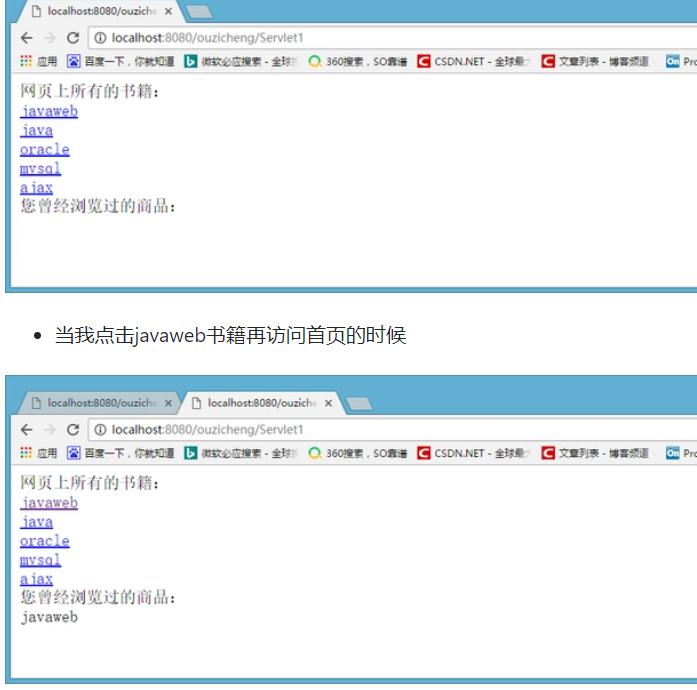 localhost:8080/ouziche
localhost:8080/ouzicheng/Servlet1
应用 百度一下，你就知道 微软必应搜索 - 全球 360搜索，SO靠谱 CSDN.NET - 全球最 文章列表 - 博客频道 On Pro
网页上所有的书籍：
javaweb
java
oracle
mysql
ajax
您曾经浏览过的商品：
• 当我点击javaweb书籍再访问首页的时候
localhost:8080/ouziche localhost:8080/ouziche
localhost:8080/ouzicheng/Servlet1
应用 百度一下，你就知道 微软必应搜索 - 全球 360搜索，SO靠谱 CSDN.NET - 全球最 文章列表 - 博客频道 On Pro
网页上所有的书籍：
javaweb
java
oracle
mysql
ajax
您曾经浏览过的商品：
javaweb